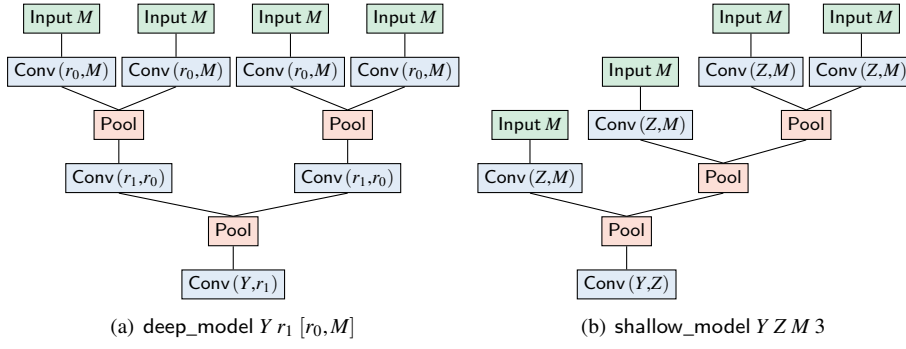 Input M Input M Input M Input M
Conv (r₀,M) Conv (r₀,M) Conv (r₀,M) Conv (r₀,M)
Pool Pool
Conv (r₁,r₀) Conv (r₁,r₀)
Pool
Conv (Y,r₁)
(a) deep_model Y r₁ [r₀,M]
Input M Input M
Input M Conv (Z,M) Conv (Z,M)
Input M Conv (Z,M) Pool
Conv (Z,M) Pool
Pool
Conv (Y,Z)
(b) shallow_model Y Z M 3